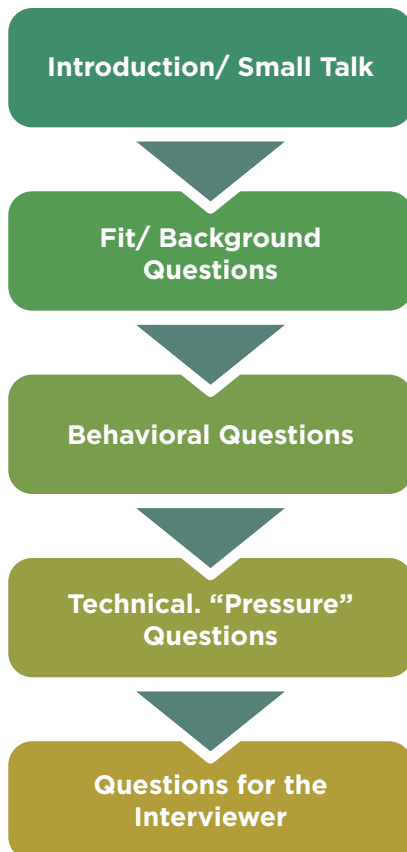 Introduction/ Small Talk
Fit/ Background
Questions
Behavioral Questions
Technical. “Pressure”
Questions
Questions for the
Interviewer